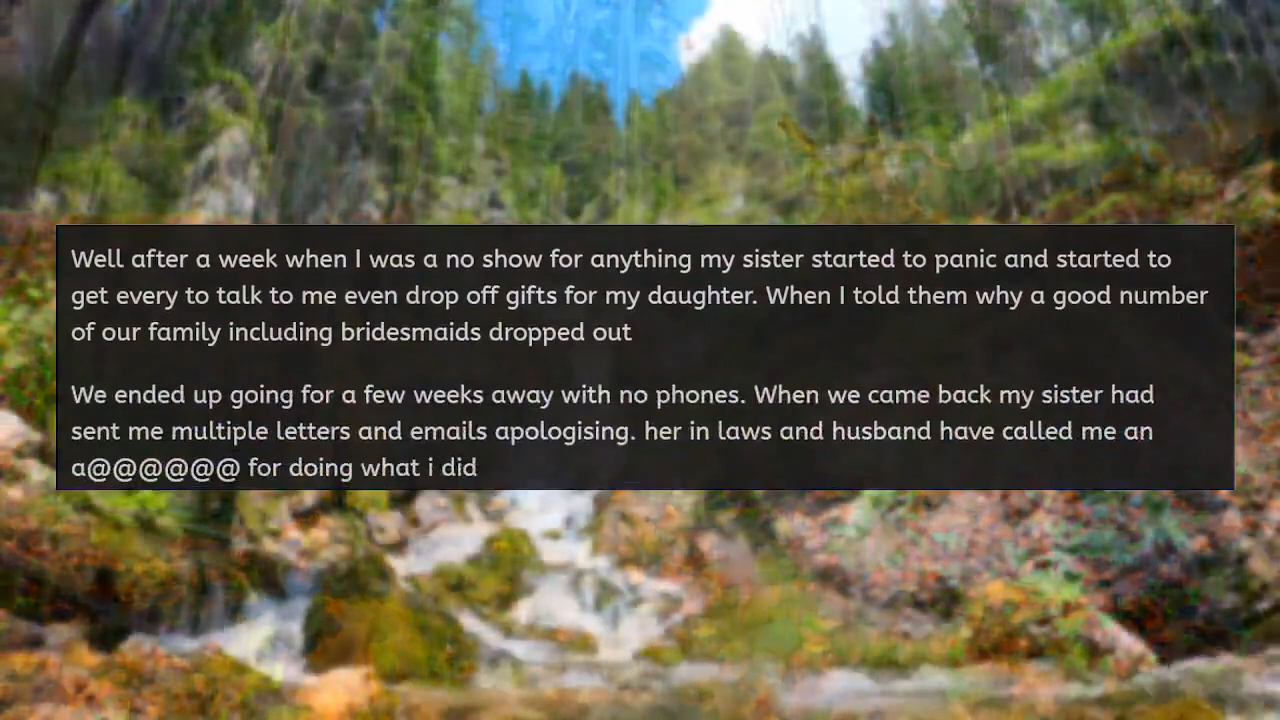 Well after a week when I was a no show for anything my sister started to panic and started to
get every to talk to me even drop off gifts for my daughter. When I told them why a good number
of our family including bridesmaids dropped out
We ended up going for a few weeks away with no phones. When we came back my sister had
sent me multiple letters and emails apologising. her in laws and husband have called me an
a@@@@@@ for doing what i did